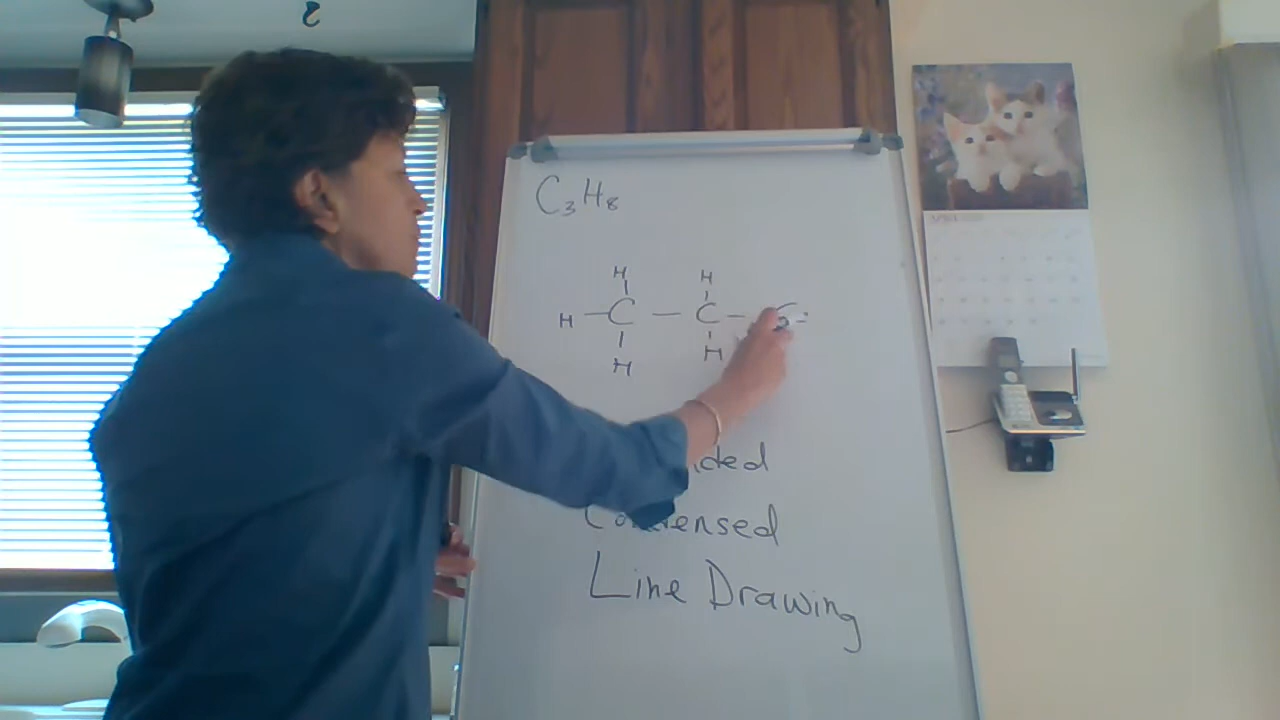 C₃H₈
H H
H — C — C — C
H H
Condensed
Line Drawing